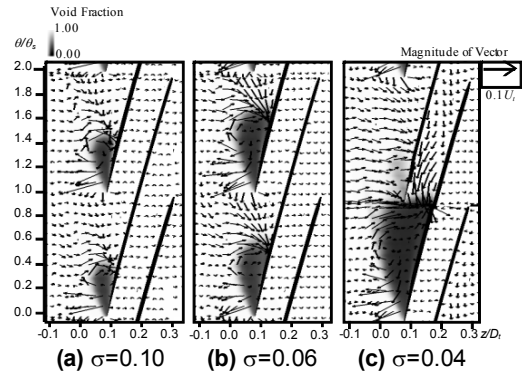 Void Fraction
1.00
0.00
θ/θs
Magnitude of Vector
0.1Ut
2.0
1.8
1.6
1.4
1.2
1.0
0.8
0.6
0.4
0.2
0.0
-0.1 0.0 0.1 0.2 0.3
-0.1 0.0 0.1 0.2 0.3
-0.1 0.0 0.1 0.2 0.3 z/Dt
(a) σ=0.10
(b) σ=0.06
(c) σ=0.04